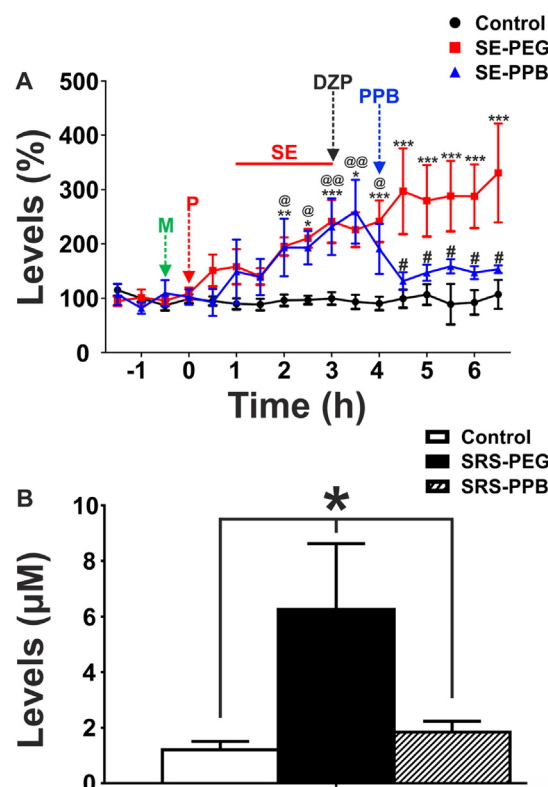 Control
SE-PEG
SE-PPB
A
500
400
300
200
100
0
Levels (%)
DZP
PPB
SE
M
P
@
**
@
*
@@
***
@@
*
@
***
***
***
***
***
***
#
#
#
#
#
-1 0 1 2 3 4 5 6
Time (h)
Control
SRS-PEG
SRS-PPB
B
10
8
6
4
2
0
Levels (µM)
*